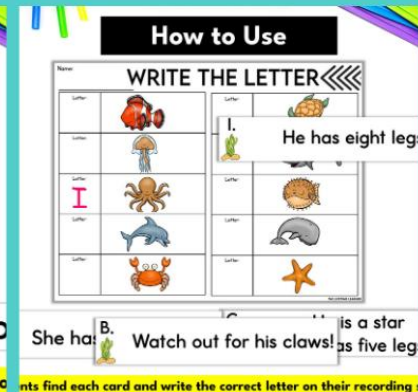 How to Use
Name:
WRITE THE LETTER
Letter: Letter:
Letter:
I.
He has eight legs
I
Letter: Letter:
Letter: Letter:
Letter: Letter:
She has
B.
Watch out for his claws!
is a star
as five leg
ents find each card and write the correct letter on their recording